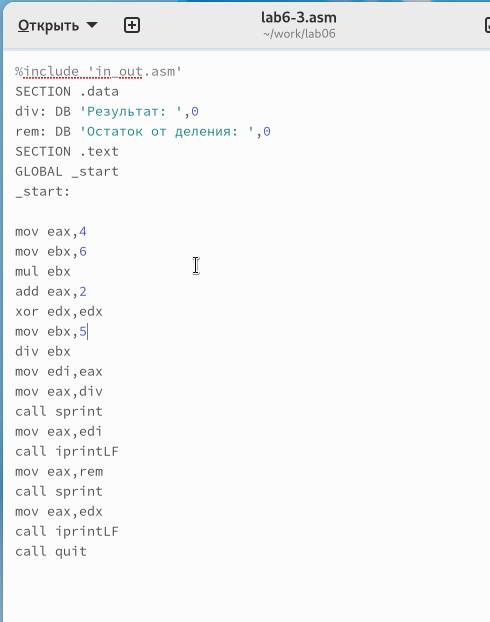 Открыть
lab6-3.asm
~/work/lab06
%include 'in_out.asm'
SECTION .data
div: DB 'Результат: ',0
rem: DB 'Остаток от деления: ',0
SECTION .text
GLOBAL _start
_start:
mov eax,4
mov ebx,6
mul ebx
add eax,2
xor edx,edx
mov ebx,5
div ebx
mov edi,eax
mov eax,div
call sprint
mov eax,edi
call iprintLF
mov eax,rem
call sprint
mov eax,edx
call iprintLF
call quit